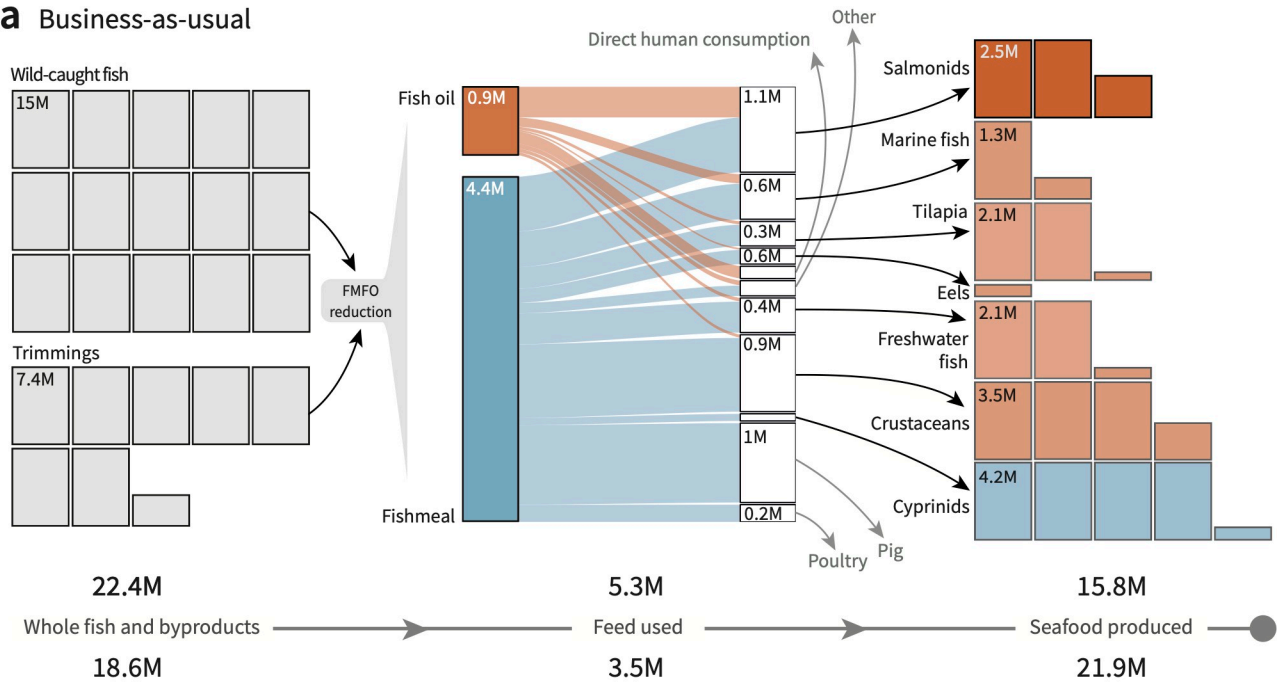 a Business-as-usual
Other
Direct human consumption
Wild-caught fish
15M
Trimmings
7.4M
FMFO
reduction
Fish oil
0.9M
4.4M
Fishmeal
1.1M
0.6M
0.3M
0.6M
0.4M
0.9M
1M
0.2M
Poultry
Pig
Salmonids
2.5M
Marine fish
1.3M
Tilapia
2.1M
Eels
Freshwater
fish
2.1M
Crustaceans
3.5M
Cyprinids
4.2M
22.4M
5.3M
15.8M
Whole fish and byproducts
Feed used
Seafood produced
18.6M
3.5M
21.9M